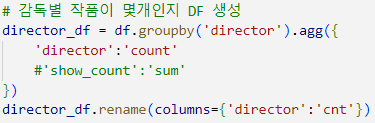 # 감독별 작품이 몇개인지 DF 생성
director_df = df.groupby('director').agg({
    'director':'count'
    #'show_count':'sum'
})
director_df.rename(columns={'director':'cnt'})